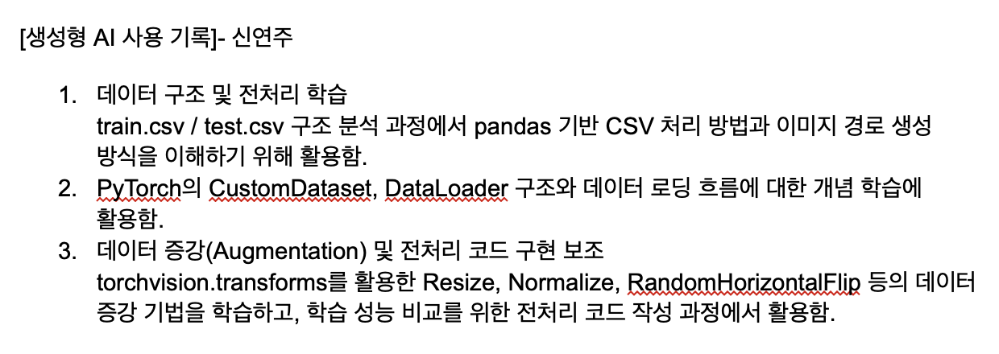 [생성형 AI 사용 기록]- 신연주
1. 데이터 구조 및 전처리 학습
train.csv / test.csv 구조 분석 과정에서 pandas 기반 CSV 처리 방법과 이미지 경로 생성
방식을 이해하기 위해 활용함.
2. PyTorch의 CustomDataset, DataLoader 구조와 데이터 로딩 흐름에 대한 개념 학습에
활용함.
3. 데이터 증강(Augmentation) 및 전처리 코드 구현 보조
torchvision.transforms를 활용한 Resize, Normalize, RandomHorizontalFlip 등의 데이터
증강 기법을 학습하고, 학습 성능 비교를 위한 전처리 코드 작성 과정에서 활용함.